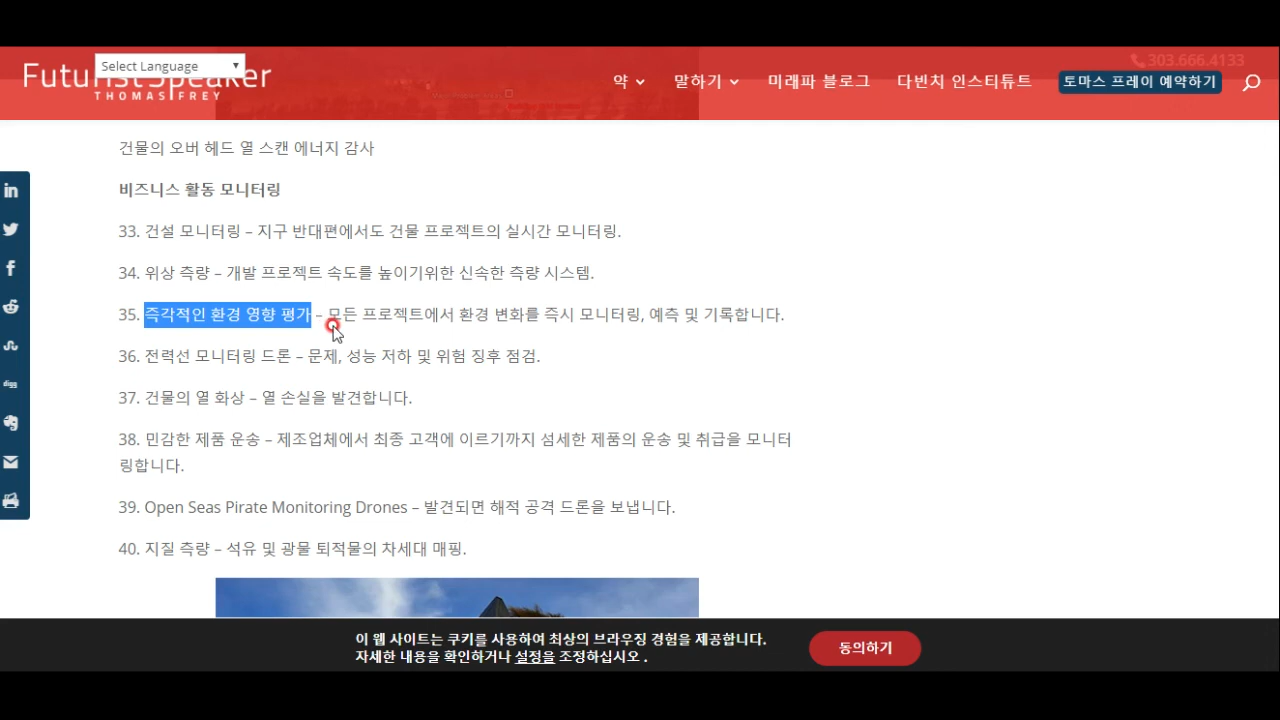 303.666.4133
Select Language
Futurist Speaker
THOMAS FREY
약 말하기 미래파 블로그 다빈치 인스티튜트 토마스 프레이 예약하기
건물의 오버 헤드 열 스캔 에너지 감사
비즈니스 활동 모니터링
33. 건설 모니터링 – 지구 반대편에서도 건물 프로젝트의 실시간 모니터링.
34. 위상 측량 – 개발 프로젝트 속도를 높이기위한 신속한 측량 시스템.
35. 즉각적인 환경 영향 평가 – 모든 프로젝트에서 환경 변화를 즉시 모니터링, 예측 및 기록합니다.
36. 전력선 모니터링 드론 – 문제, 성능 저하 및 위험 징후 점검.
37. 건물의 열 화상 – 열 손실을 발견합니다.
38. 민감한 제품 운송 – 제조업체에서 최종 고객에 이르기까지 섬세한 제품의 운송 및 취급을 모니터
링합니다.
39. Open Seas Pirate Monitoring Drones – 발견되면 해적 공격 드론을 보냅니다.
40. 지질 측량 – 석유 및 광물 퇴적물의 차세대 매핑.
이 웹 사이트는 쿠키를 사용하여 최상의 브라우징 경험을 제공합니다.
자세한 내용을 확인하거나 설정을 조정하십시오 .
동의하기
digg